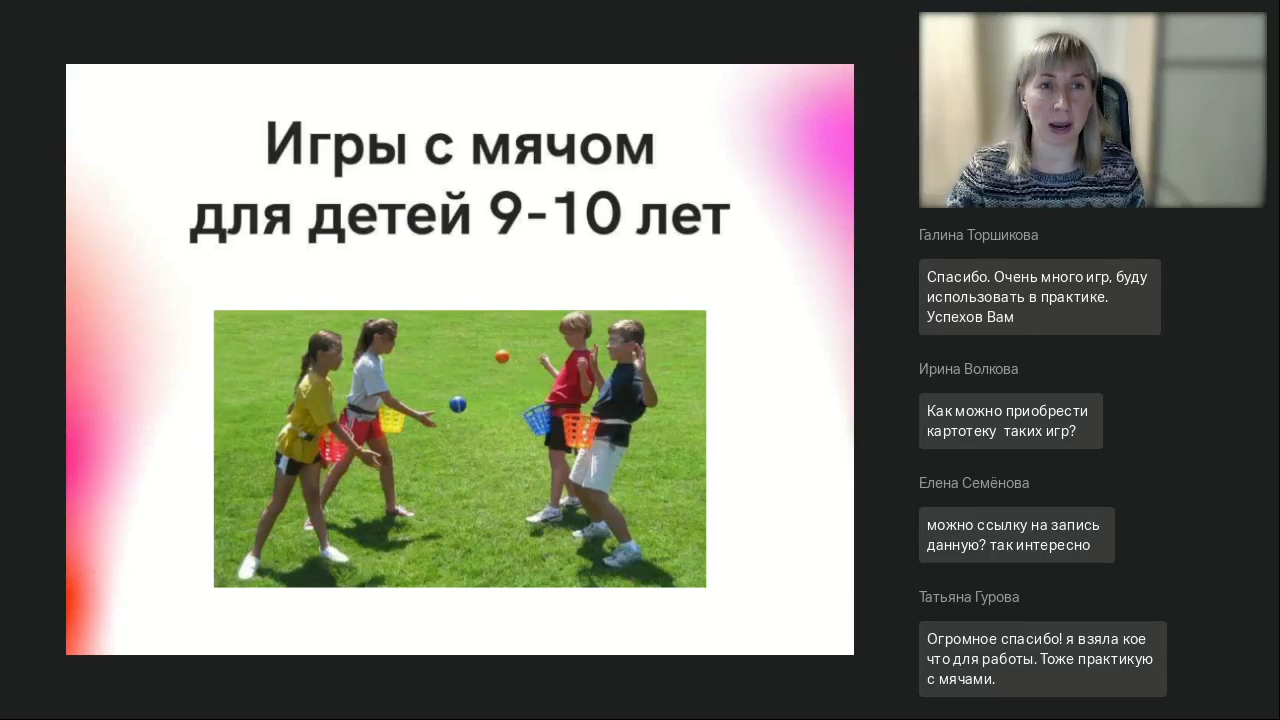 Игры с мячом
для детей 9-10 лет
Галина Торшикова
Спасибо. Очень много игр, буду
использовать в практике.
Успехов Вам
Ирина Волкова
Как можно приобрести
картотеку таких игр?
Елена Семёнова
можно ссылку на запись
данную? так интересно
Татьяна Гурова
Огромное спасибо! я взяла кое
что для работы. Тоже практикую
с мячами.